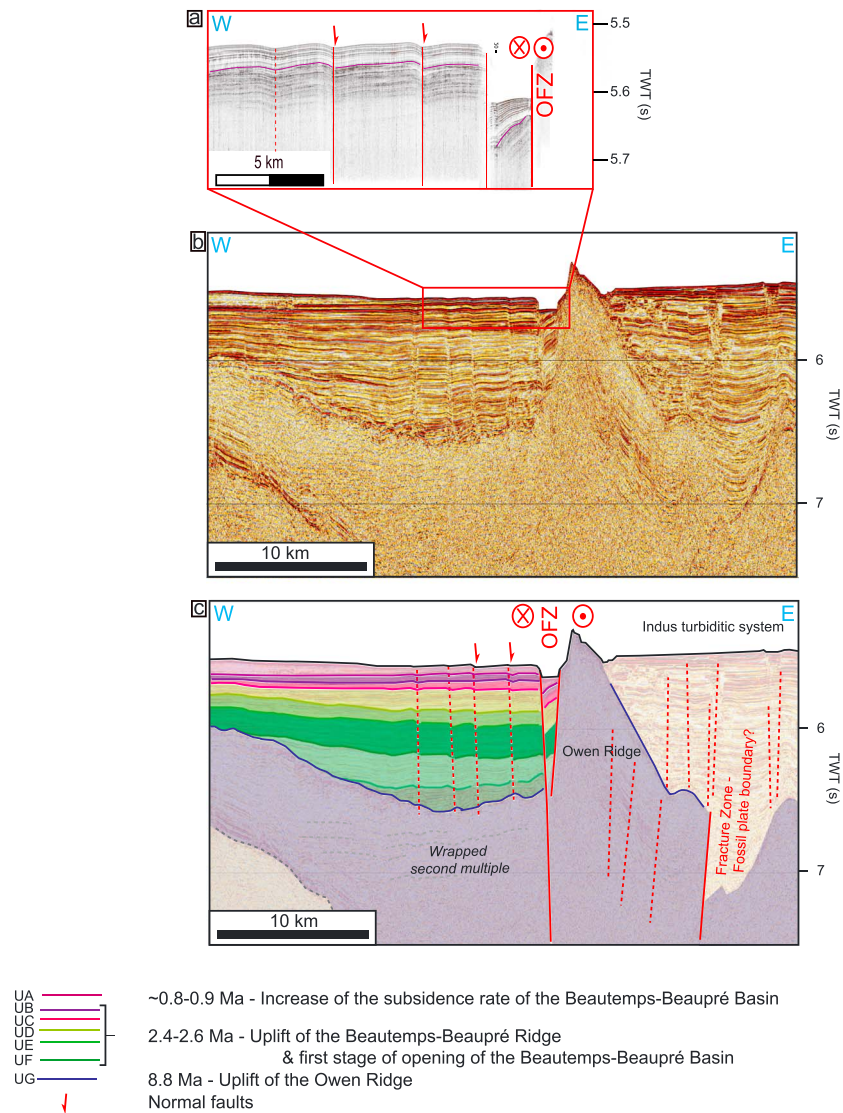 a
W
E
OFZ
5.5
5.6
5.7
TWT (s)
5 km
b
W
E
6
7
TWT (s)
10 km
c
W
E
OFZ
Indus turbiditic system
Owen Ridge
Fracture Zone -
Fossil plate boundary?
Wrapped
second multiple
6
7
TWT (s)
10 km
UA
UB
UC
UD
UE
UF
UG
~0.8-0.9 Ma - Increase of the subsidence rate of the Beautemps-Beaupré Basin
2.4-2.6 Ma - Uplift of the Beautemps-Beaupré Ridge
& first stage of opening of the Beautemps-Beaupré Basin
8.8 Ma - Uplift of the Owen Ridge
Normal faults